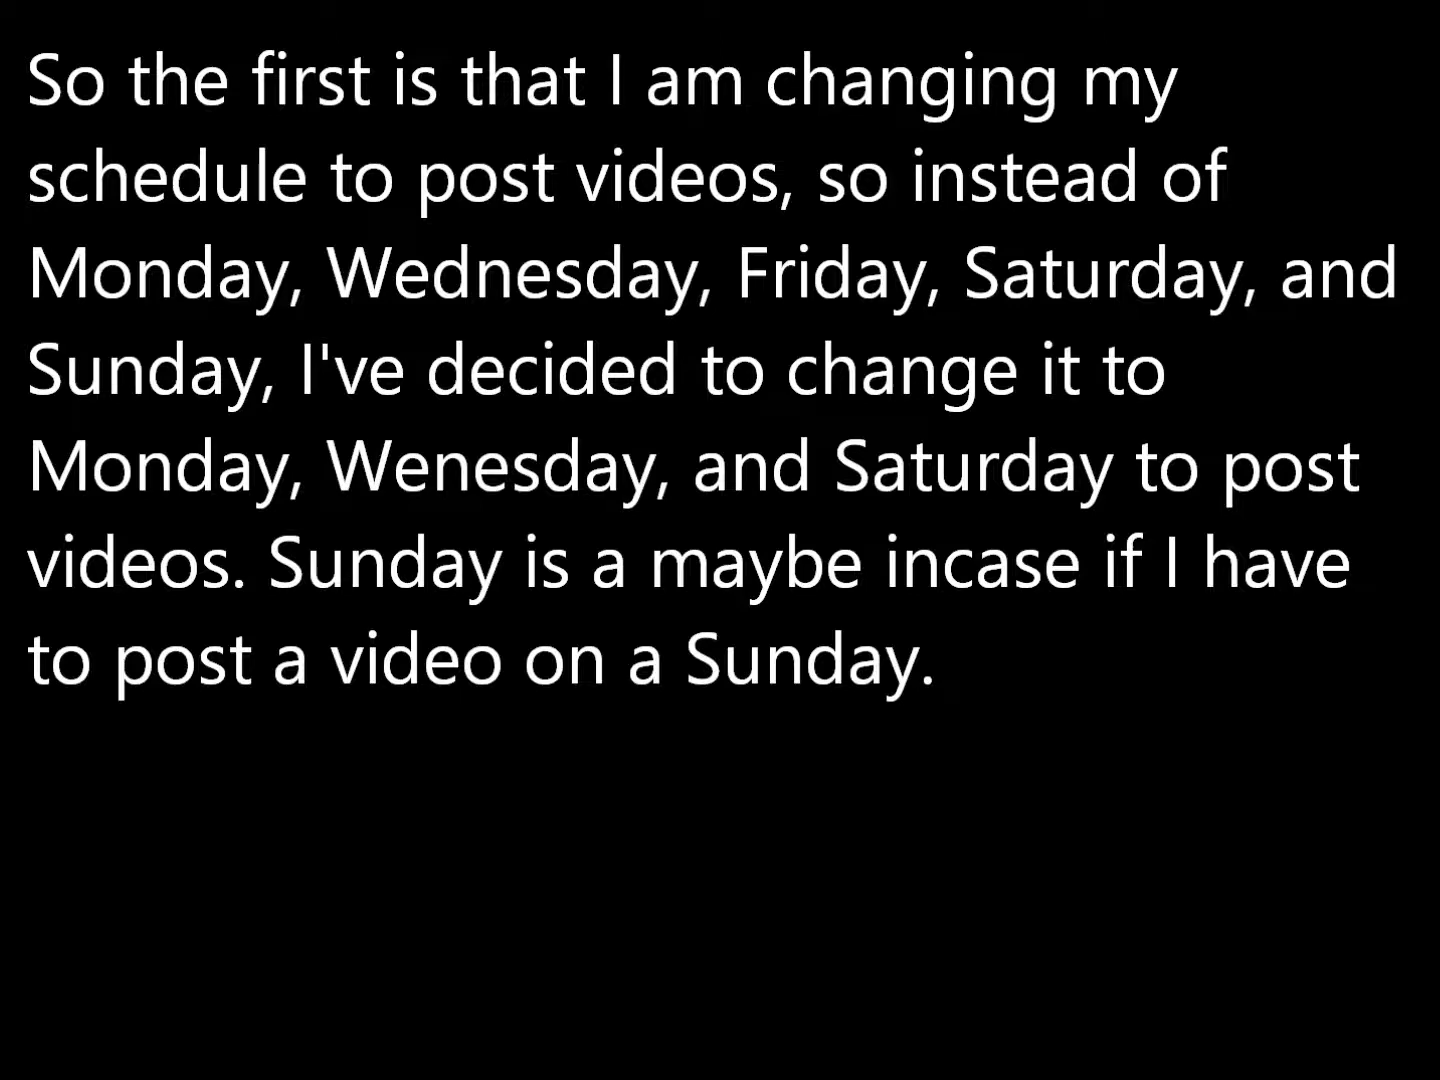 So the first is that I am changing my
schedule to post videos, so instead of
Monday, Wednesday, Friday, Saturday, and
Sunday, I've decided to change it to
Monday, Wenesday, and Saturday to post
videos. Sunday is a maybe incase if I have
to post a video on a Sunday.